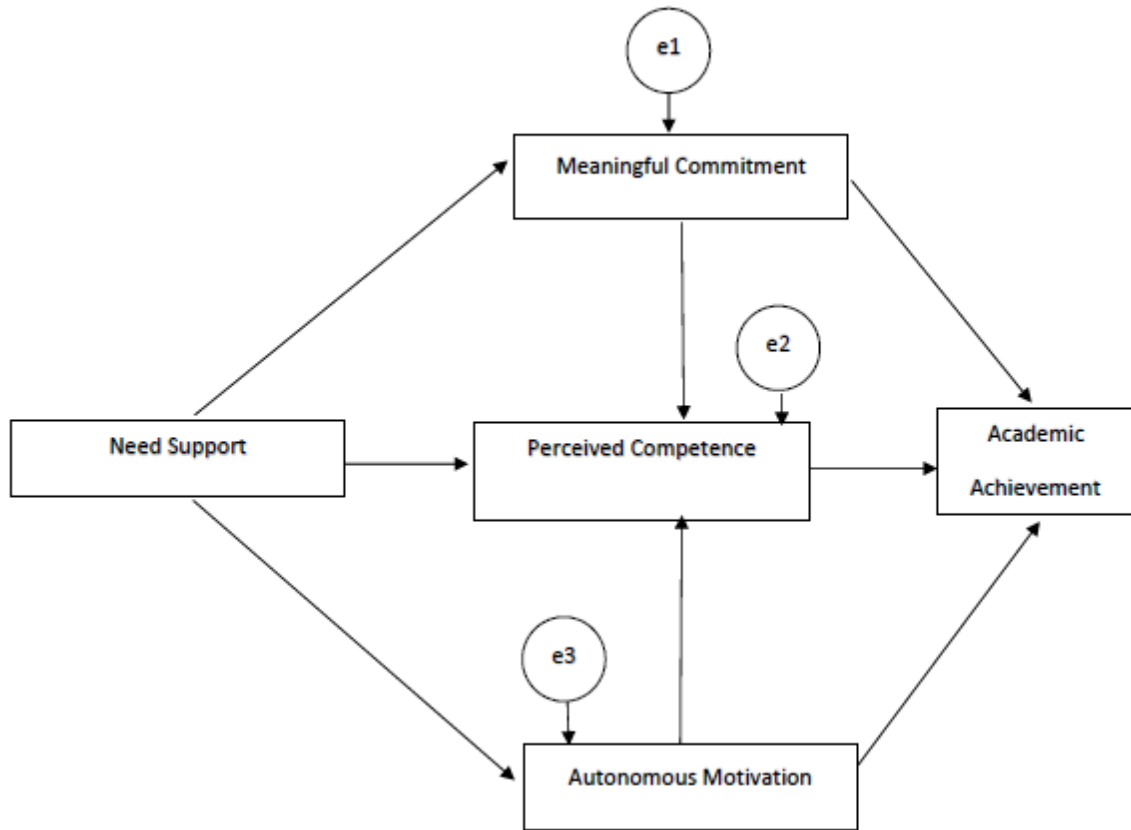 e1
Meaningful Commitment
e2
Need Support
Perceived Competence
Academic
Achievement
e3
Autonomous Motivation